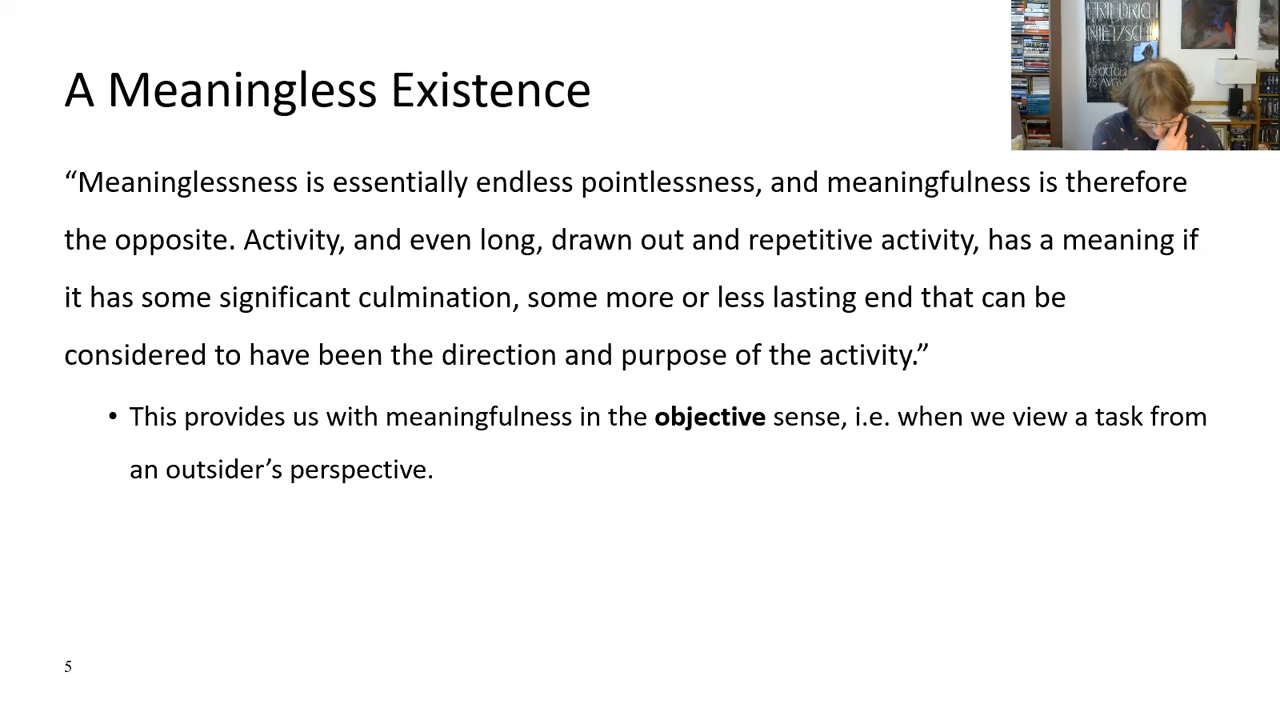 A Meaningless Existence
“Meaninglessness is essentially endless pointlessness, and meaningfulness is therefore
the opposite. Activity, and even long, drawn out and repetitive activity, has a meaning if
it has some significant culmination, some more or less lasting end that can be
considered to have been the direction and purpose of the activity.”
• This provides us with meaningfulness in the objective sense, i.e. when we view a task from
an outsider’s perspective.
5
FRIEDRICH
NIETZSCHE